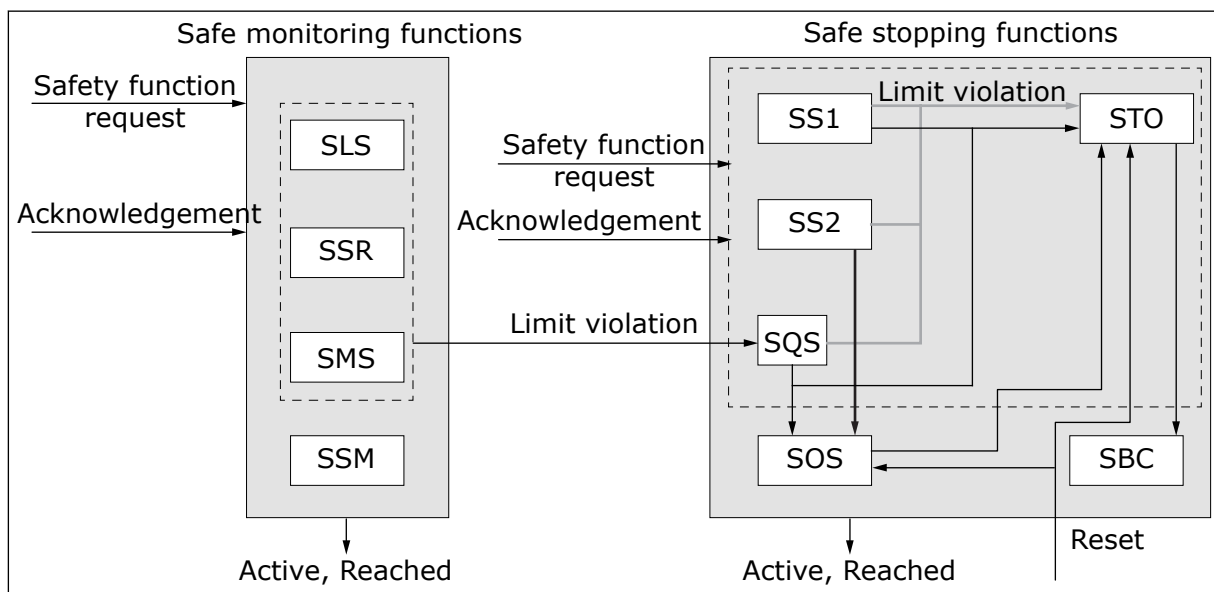 Safe monitoring functions
Safety function
request
Acknowledgement
SLS
SSR
SMS
SSM
Active, Reached
Limit violation
Safe stopping functions
Safety function
request
Acknowledgement
SS1
Limit violation
STO
SS2
SQS
SOS
SBC
Active, Reached
Reset